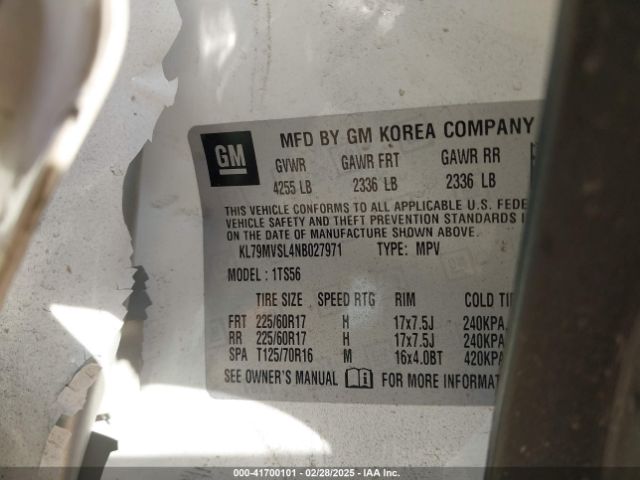 MFD BY GM KOREA COMPANY
GM
GVWR GAWR FRT GAWR RR
4255 LB 2336 LB 2336 LB
THIS VEHICLE CONFORMS TO ALL APPLICABLE U.S. FEDE
VEHICLE SAFETY AND THEFT PREVENTION STANDARDS
ON THE DATE OF MANUFACTURE SHOWN ABOVE.
KL79MVSL4NB027971 TYPE: MPV
MODEL: 1TS56
TIRE SIZE SPEED RTG RIM COLD TI
FRT 225/60R17 H 17x7.5J 240KPA
RR 225/60R17 H 17x7.5J 240KPA
SPA T125/70R16 M 16x4.0BT 420KPA
SEE OWNER'S MANUAL FOR MORE INFORMAT
000-41700101 - 02/28/2025 - IAA Inc.